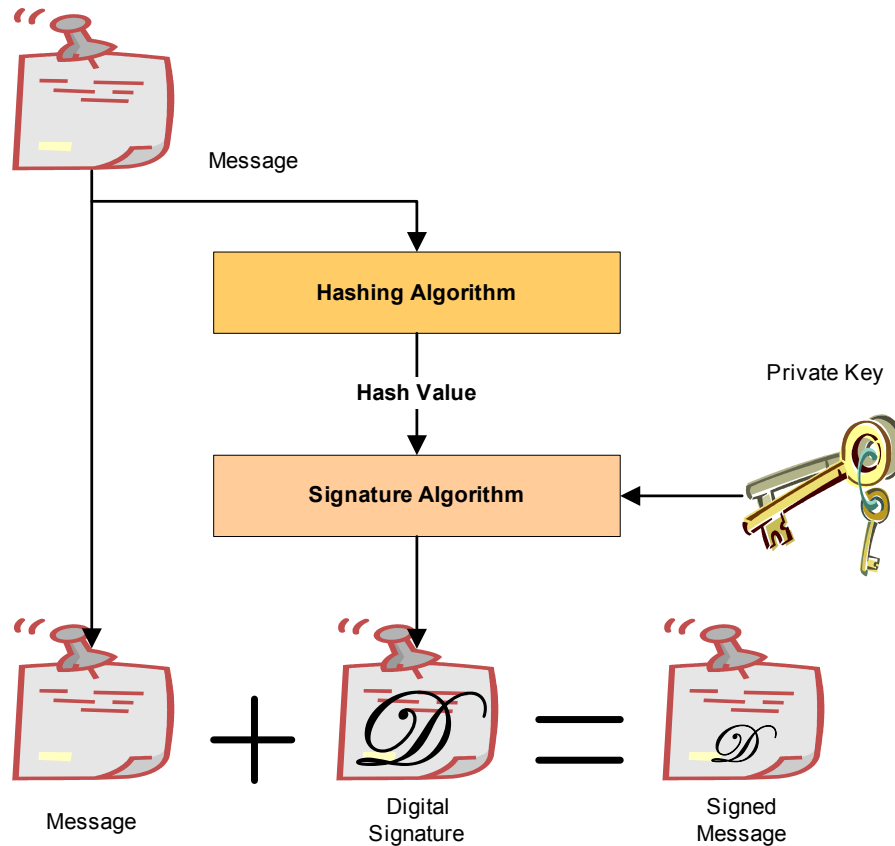 Message
Hashing Algorithm
Hash Value
Private Key
Signature Algorithm
D
D
Message
Digital
Signature
Signed
Message